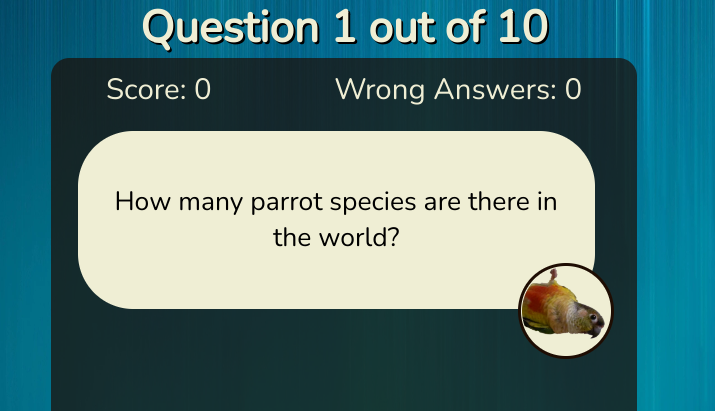 Question 1 out of 10
Score: 0 Wrong Answers: 0
How many parrot species are there in
the world?